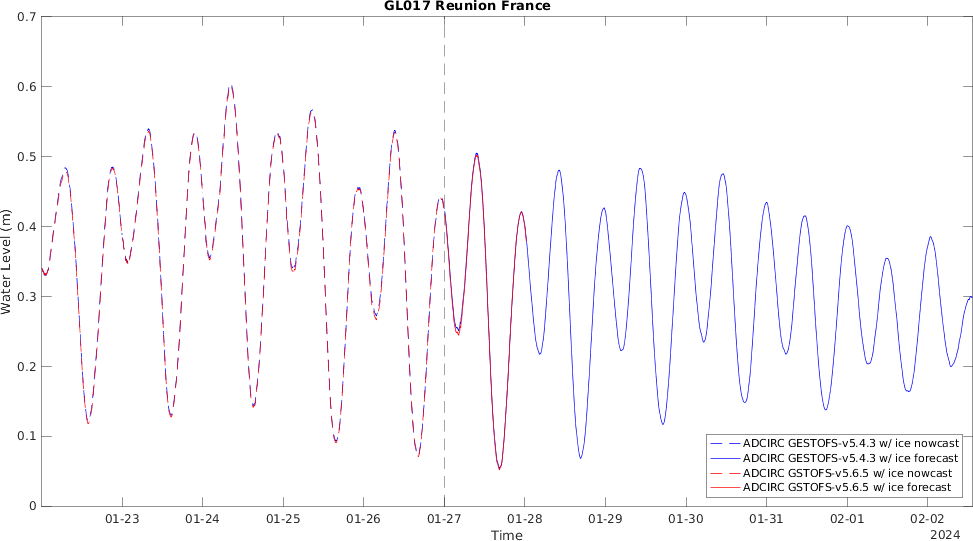 GL017 Reunion France
0.7
0.6
0.5
0.4
0.3
0.2
0.1
0
Water Level (m)
ADCIRC GESTOFS-v5.4.3 w/ ice nowcast
ADCIRC GESTOFS-v5.4.3 w/ ice forecast
ADCIRC GSTOFS-v5.6.5 w/ ice nowcast
ADCIRC GSTOFS-v5.6.5 w/ ice forecast
01-23 01-24 01-25 01-26 01-27 01-28 01-29 01-30 01-31 02-01 02-02
Time
2024